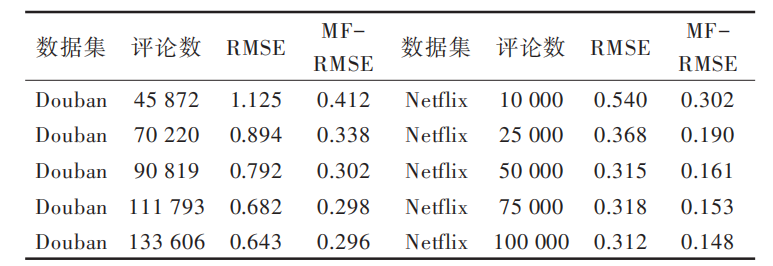 数据集 评论数 RMSE MF-RMSE 数据集 评论数 RMSE MF-RMSE
Douban 45 872 1.125 0.412 Netflix 10 000 0.540 0.302
Douban 70 220 0.894 0.338 Netflix 25 000 0.368 0.190
Douban 90 819 0.792 0.302 Netflix 50 000 0.315 0.161
Douban 111 793 0.682 0.298 Netflix 75 000 0.318 0.153
Douban 133 606 0.643 0.296 Netflix 100 000 0.312 0.148